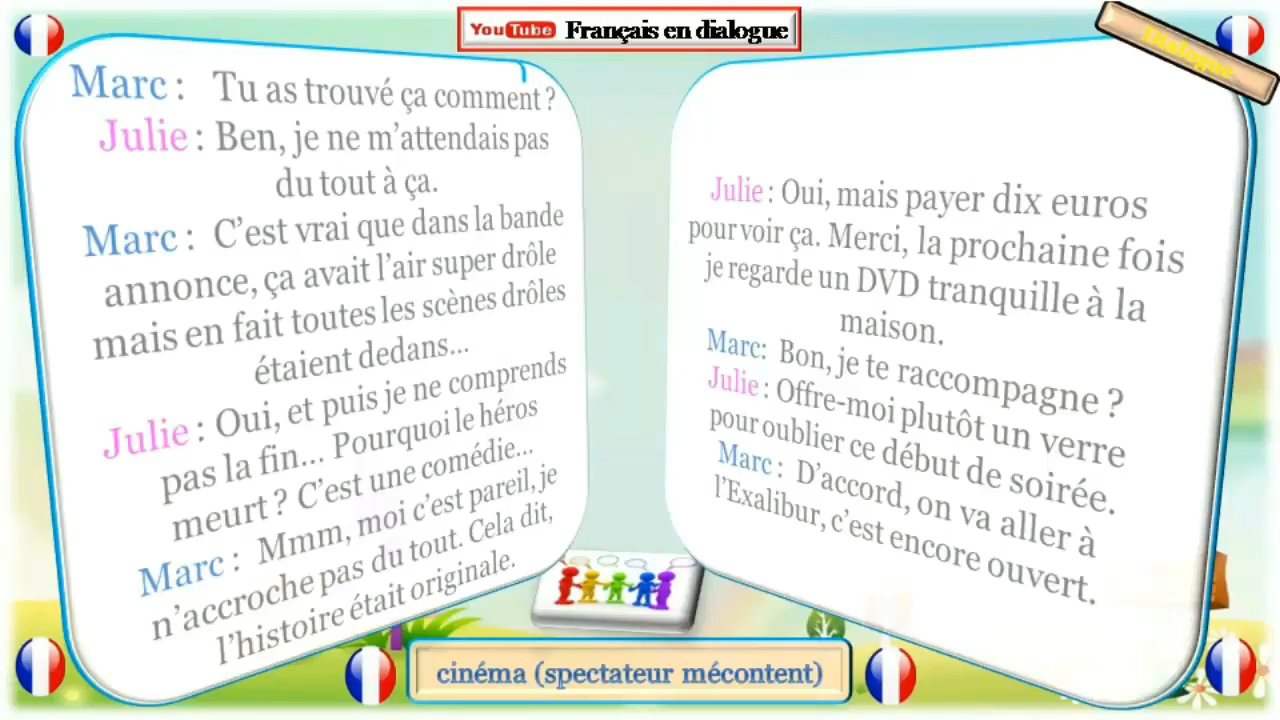 YouTube Français en dialogue
Dialogue
Marc : Tu as trouvé ça comment ?
Julie : Ben, je ne m'attendais pas
du tout à ça.
Marc : C'est vrai que dans la bande
annonce, ça avait l'air super drôle
mais en fait toutes les scènes drôles
étaient dedans...
Julie : Oui, et puis je ne comprends
pas la fin... Pourquoi le héros
meurt ? C'est une comédie...
Marc : Mmm, moi c'est pareil, je
n'accroche pas du tout. Cela dit,
l'histoire était originale.
Julie : Oui, mais payer dix euros
pour voir ça. Merci, la prochaine fois
je regarde un DVD tranquille à la
maison.
Marc: Bon, je te raccompagne ?
Julie : Offre-moi plutôt un verre
pour oublier ce début de soirée.
Marc : D'accord, on va aller à
l'Exalibur, c'est encore ouvert.
cinéma (spectateur mécontent)